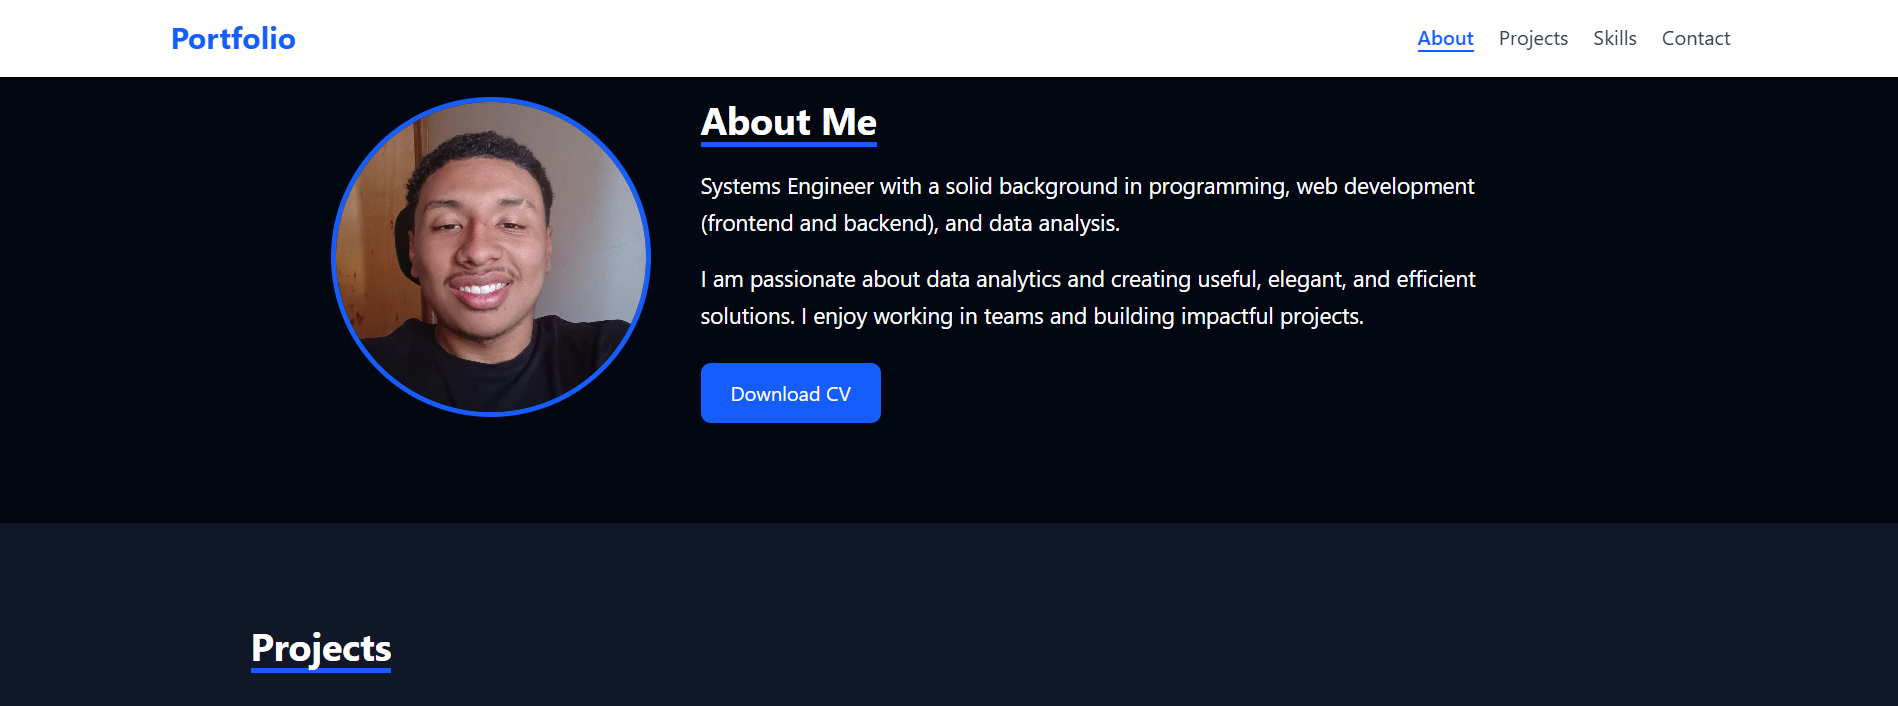 Portfolio
About Projects Skills Contact
About Me
Systems Engineer with a solid background in programming, web development
(frontend and backend), and data analysis.
I am passionate about data analytics and creating useful, elegant, and efficient
solutions. I enjoy working in teams and building impactful projects.
Download CV
Projects